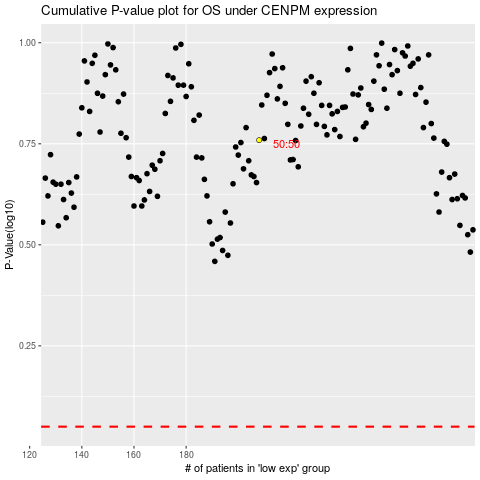 Cumulative P-value plot for OS under CENPM expression
1.00
0.75
0.50
0.25
P-Value(log10)
50:50
120 140 160 180
# of patients in 'low exp' group